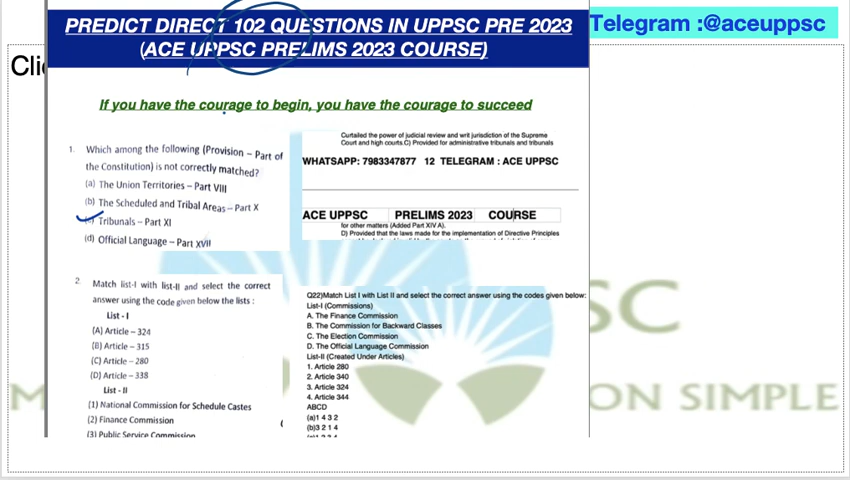 PREDICT DIRECT 102 QUESTIONS IN UPPSC PRE 2023
(ACE UPPSC PRELIMS 2023 COURSE)
Telegram :@aceuppsc
Clic
If you have the courage to begin, you have the courage to succeed
1. Which among the following (Provision – Part of
the Constitution) is not correctly matched?
(a) The Union Territories – Part VIII
(b) The Scheduled and Tribal Areas – Part X
Tribunals – Part XI
(d) Official Language – Part XVII
Curtailed the power of judicial review and writ jurisdiction of the Supreme
Court and high courts.C) Provided for administrative tribunals and tribunals
WHATSAPP: 7983347877 12 TELEGRAM : ACE UPPSC
ACE UPPSC PRELIMS 2023 COURSE
for other matters (Added Part XIV A).
D) Provided that the laws made for the implementation of Directive Principles
2. Match list-I with list-II and select the correct
answer using the code given below the lists :
List - I
(A) Article – 324
(B) Article – 315
(C) Article – 280
(D) Article – 338
List - II
(1) National Commission for Schedule Castes
(2) Finance Commission
(3) Public Service Commission
Q22)Match List I with List II and select the correct answer using the codes given below:
List-I (Commissions)
A. The Finance Commission
B. The Commission for Backward Classes
C. The Election Commission
D. The Official Language Commission
List-II (Created Under Articles)
1. Article 280
2. Article 340
3. Article 324
4. Article 344
ABCD
(a)1 4 3 2
(b)3 2 1 4
SC
M
ON SIMPLE